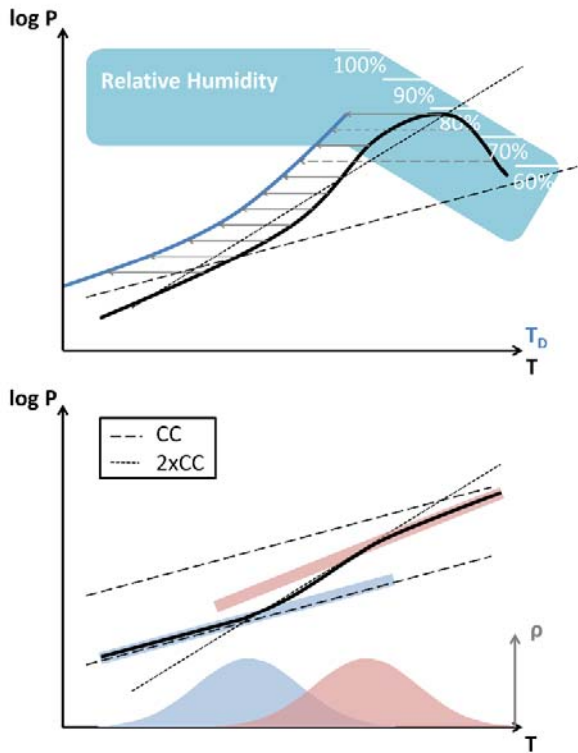 log P
Relative Humidity
100%
90%
80%
70%
60%
T_D
T
log P
CC
2xCC
ρ
T